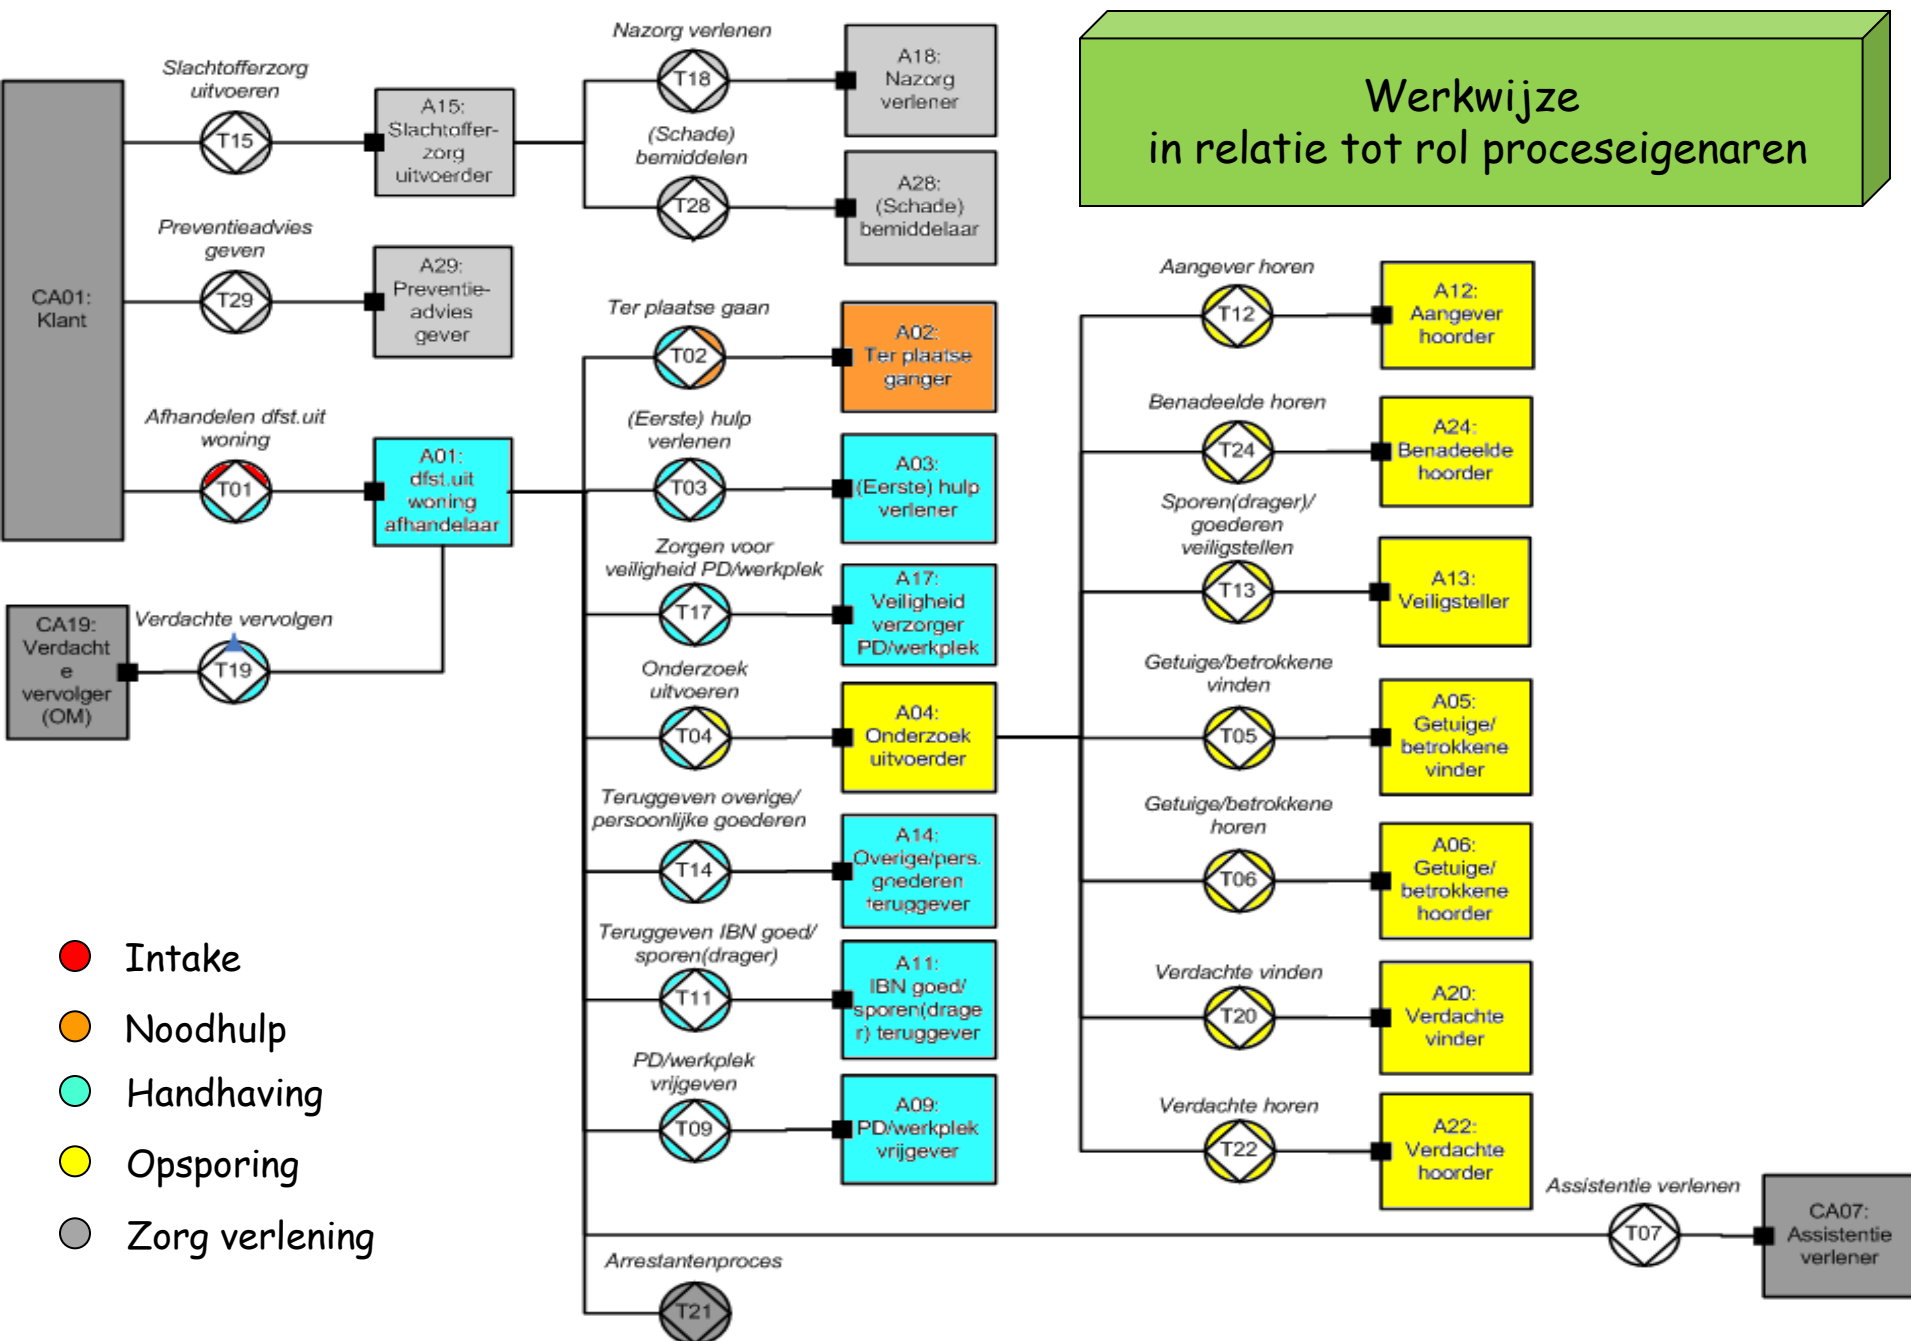 Werkwijze
in relatie tot rol proceseigenaren
CA01:
Klant
Slachtofferzorg
uitvoeren
T15
A15:
Slachtoffer-
zorg
uitvoerder
Nazorg verlenen
T18
A18:
Nazorg
verlener
(Schade)
bemiddelen
T28
A28:
(Schade)
bemiddelaar
Preventieadvies
geven
T29
A29:
Preventie-
advies
gever
Afhandelen dfst.uit
woning
T01
A01:
dfst.uit
woning
afhandelaar
CA19:
Verdacht
e
vervolger
(OM)
Verdachte vervolgen
T19
Ter plaatse gaan
T02
A02:
Ter plaatse
ganger
(Eerste) hulp
verlenen
T03
A03:
(Eerste) hulp
verlener
Zorgen voor
veiligheid PD/werkplek
T17
A17:
Veiligheid
verzorger
PD/werkplek
Onderzoek
uitvoeren
T04
A04:
Onderzoek
uitvoerder
Teruggeven overige/
persoonlijke goederen
T14
A14:
Overige/pers.
goederen
teruggever
Teruggeven IBN goed/
sporen(drager)
T11
A11:
IBN goed/
sporen(drage
r) teruggever
PD/werkplek
vrijgeven
T09
A09:
PD/werkplek
vrijgever
Arrestantenproces
T21
Aangever horen
T12
A12:
Aangever
hoorder
Benadeelde horen
T24
A24:
Benadeelde
hoorder
Sporen(drager)/
goederen
veiligstellen
T13
A13:
Veiligsteller
Getuige/betrokkene
vinden
T05
A05:
Getuige/
betrokkene
vinder
Getuige/betrokkene
horen
T06
A06:
Getuige/
betrokkene
hoorder
Verdachte vinden
T20
A20:
Verdachte
vinder
Verdachte horen
T22
A22:
Verdachte
hoorder
Assistentie verlenen
T07
CA07:
Assistentie
verlener
Intake
Noodhulp
Handhaving
Opsporing
Zorg verlening